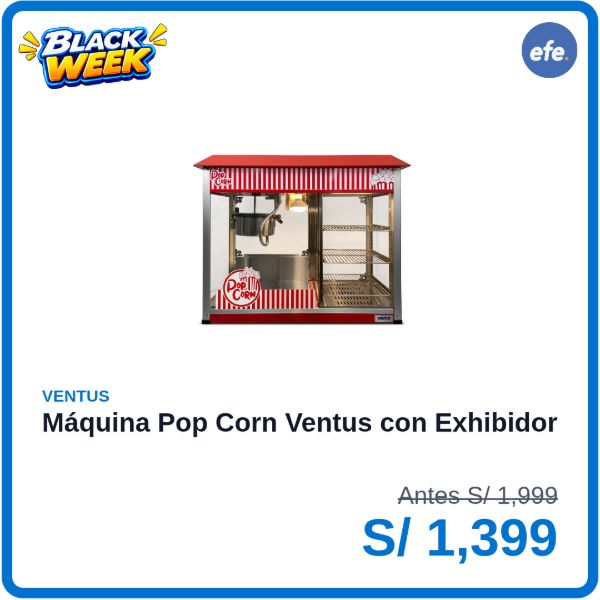 BLACK
WEEK
efe.
POP
CORN
POP
CORN
VENTUS
VENTUS
Máquina Pop Corn Ventus con Exhibidor
Antes S/ 1,999
S/ 1,399